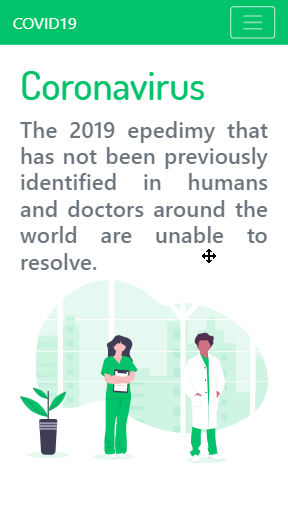 COVID19
Coronavirus
The 2019 epedimy that
has not been previously
identified in humans
and doctors around the
world are unable to
resolve.